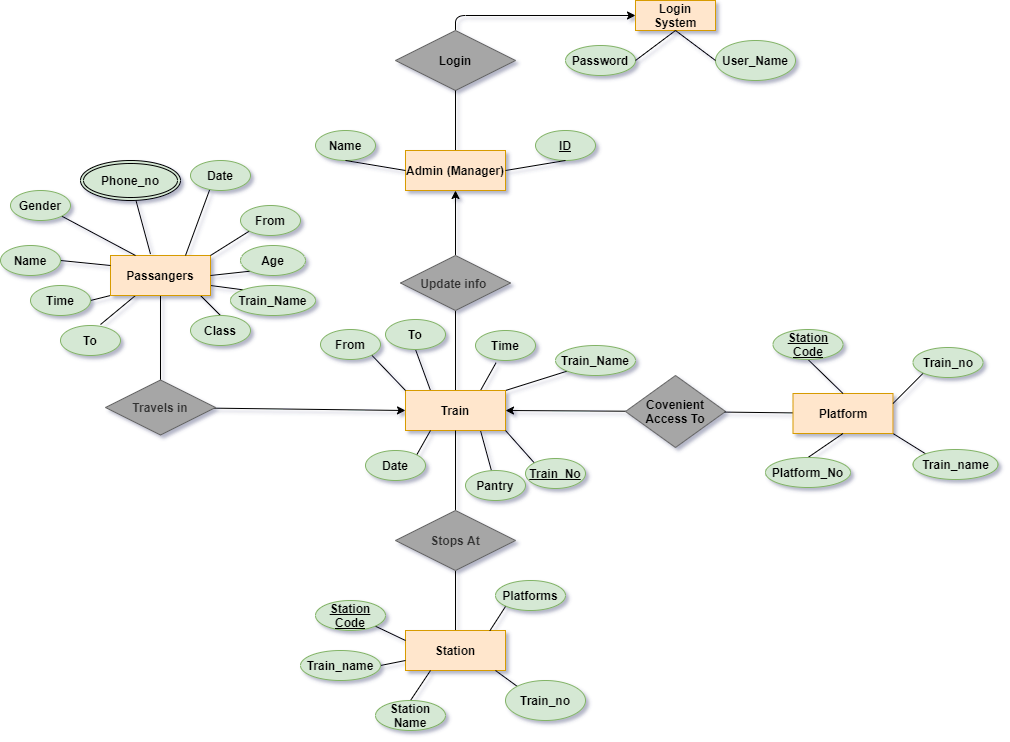 Login
System
Password
User_Name
Login
Name
ID
Admin (Manager)
Phone_no
Date
Gender
From
Name
Age
Passangers
Time
Train_Name
To
Class
Update info
From
To
Time
Train_Name
Station
Code
Train_no
Travels in
Train
Covenient
Access To
Platform
Date
Pantry
Train_No
Platform_No
Train_name
Stops At
Platforms
Station
Code
Station
Train_name
Station
Name
Train_no